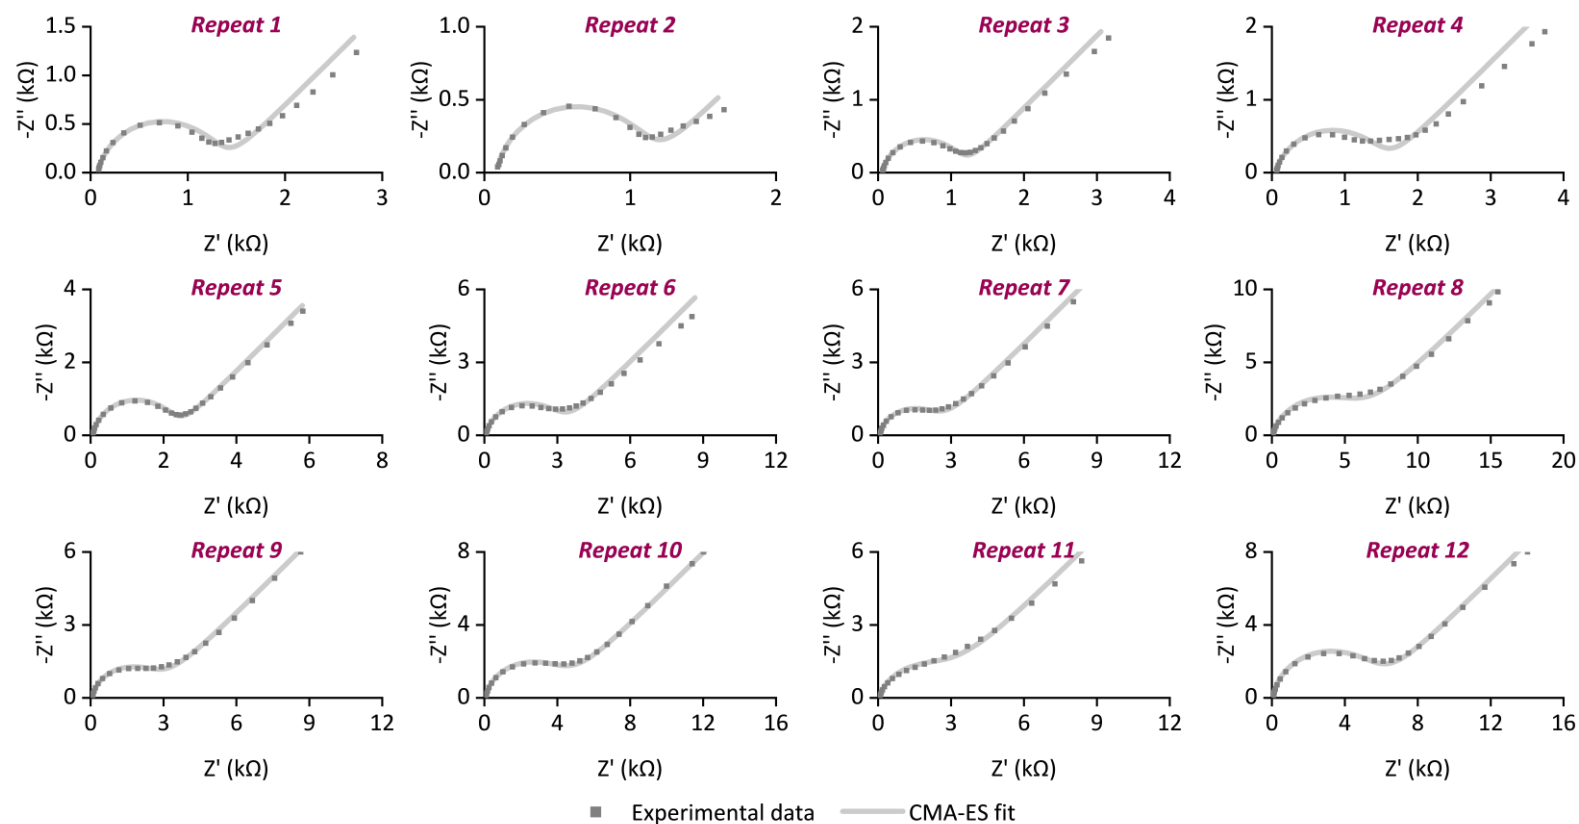 Repeat 1
-Z'' (kΩ)
1.5
1.0
0.5
0.0
0 1 2 3
Z' (kΩ)
Repeat 2
-Z'' (kΩ)
1.0
0.5
0.0
0 1 2
Z' (kΩ)
Repeat 3
-Z'' (kΩ)
2
1
0
0 1 2 3 4
Z' (kΩ)
Repeat 4
-Z'' (kΩ)
2
1
0
0 1 2 3 4
Z' (kΩ)
Repeat 5
-Z'' (kΩ)
4
2
0
0 2 4 6 8
Z' (kΩ)
Repeat 6
-Z'' (kΩ)
6
3
0
0 3 6 9 12
Z' (kΩ)
Repeat 7
-Z'' (kΩ)
6
3
0
0 3 6 9 12
Z' (kΩ)
Repeat 8
-Z'' (kΩ)
10
5
0
0 5 10 15 20
Z' (kΩ)
Repeat 9
-Z'' (kΩ)
6
3
0
0 3 6 9 12
Z' (kΩ)
Repeat 10
-Z'' (kΩ)
8
4
0
0 4 8 12 16
Z' (kΩ)
Repeat 11
-Z'' (kΩ)
6
3
0
0 3 6 9 12
Z' (kΩ)
Repeat 12
-Z'' (kΩ)
8
4
0
0 4 8 12 16
Z' (kΩ)
Experimental data CMA-ES fit